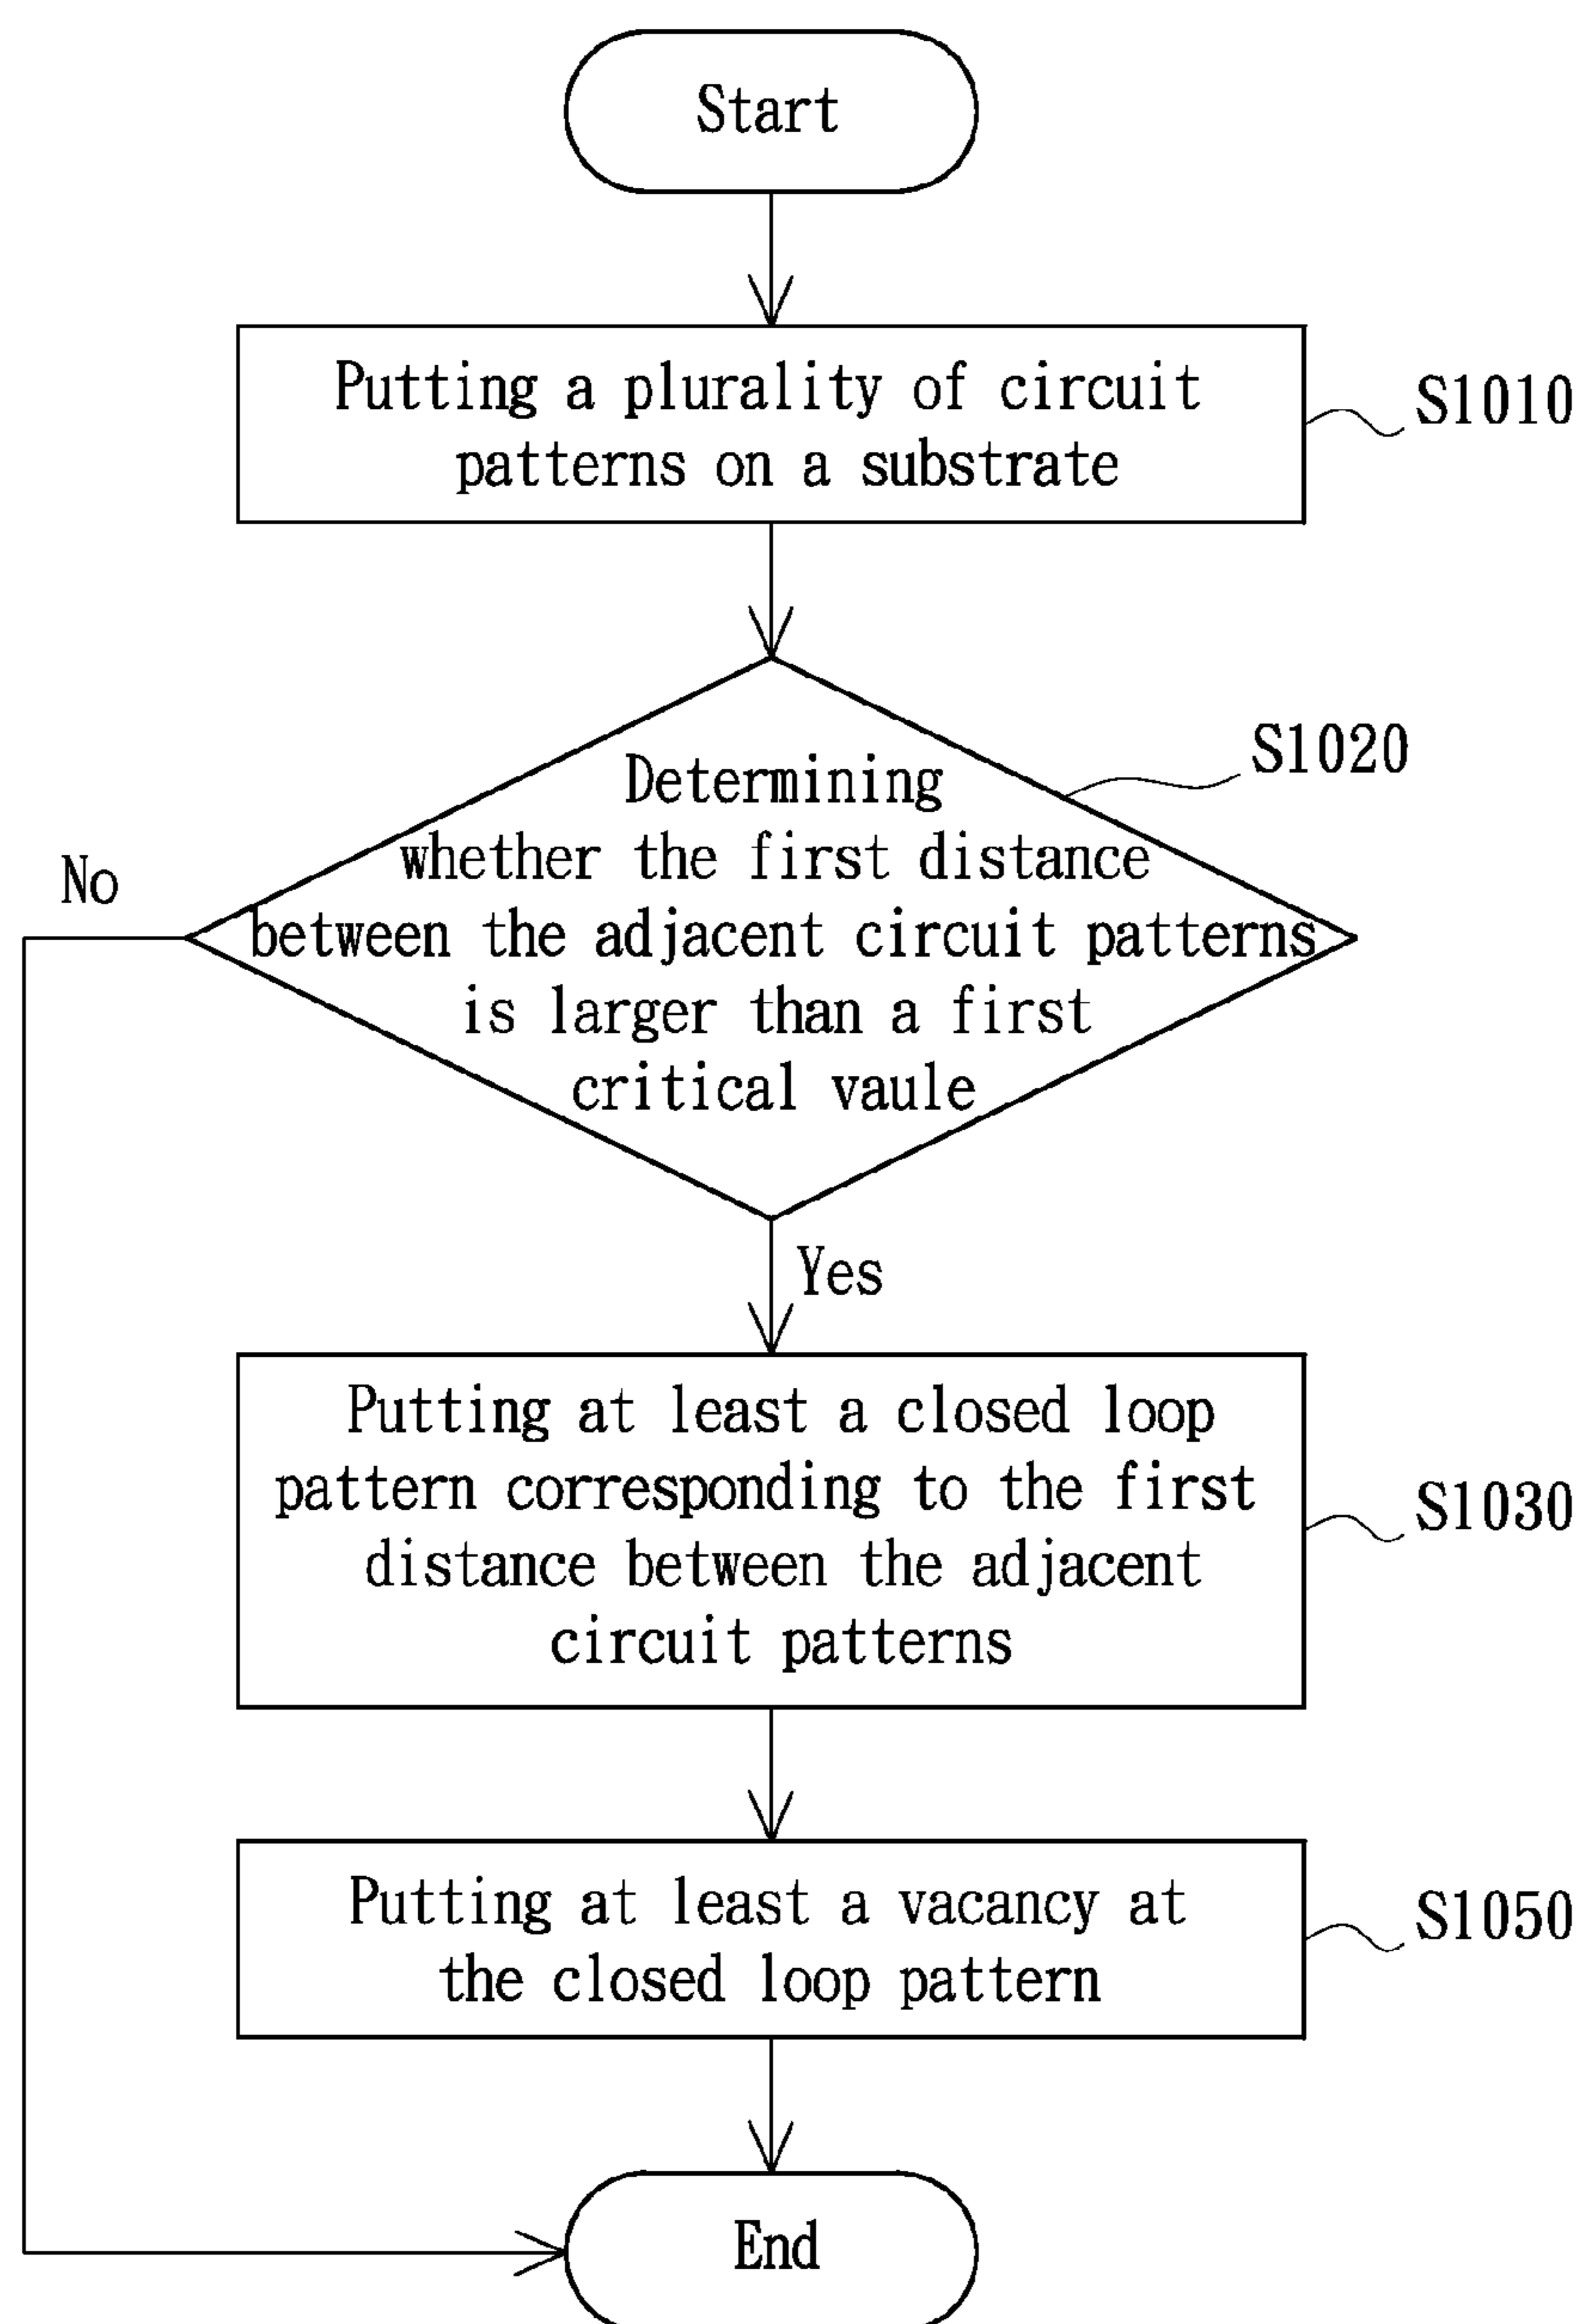 Start
Putting a plurality of circuit
patterns on a substrate
S1010
S1020
Determining
whether the first distance
between the adjacent circuit patterns
is larger than a first
critical vaule
No
Yes
Putting at least a closed loop
pattern corresponding to the first
distance between the adjacent
circuit patterns
S1030
Putting at least a vacancy at
the closed loop pattern
S1050
End